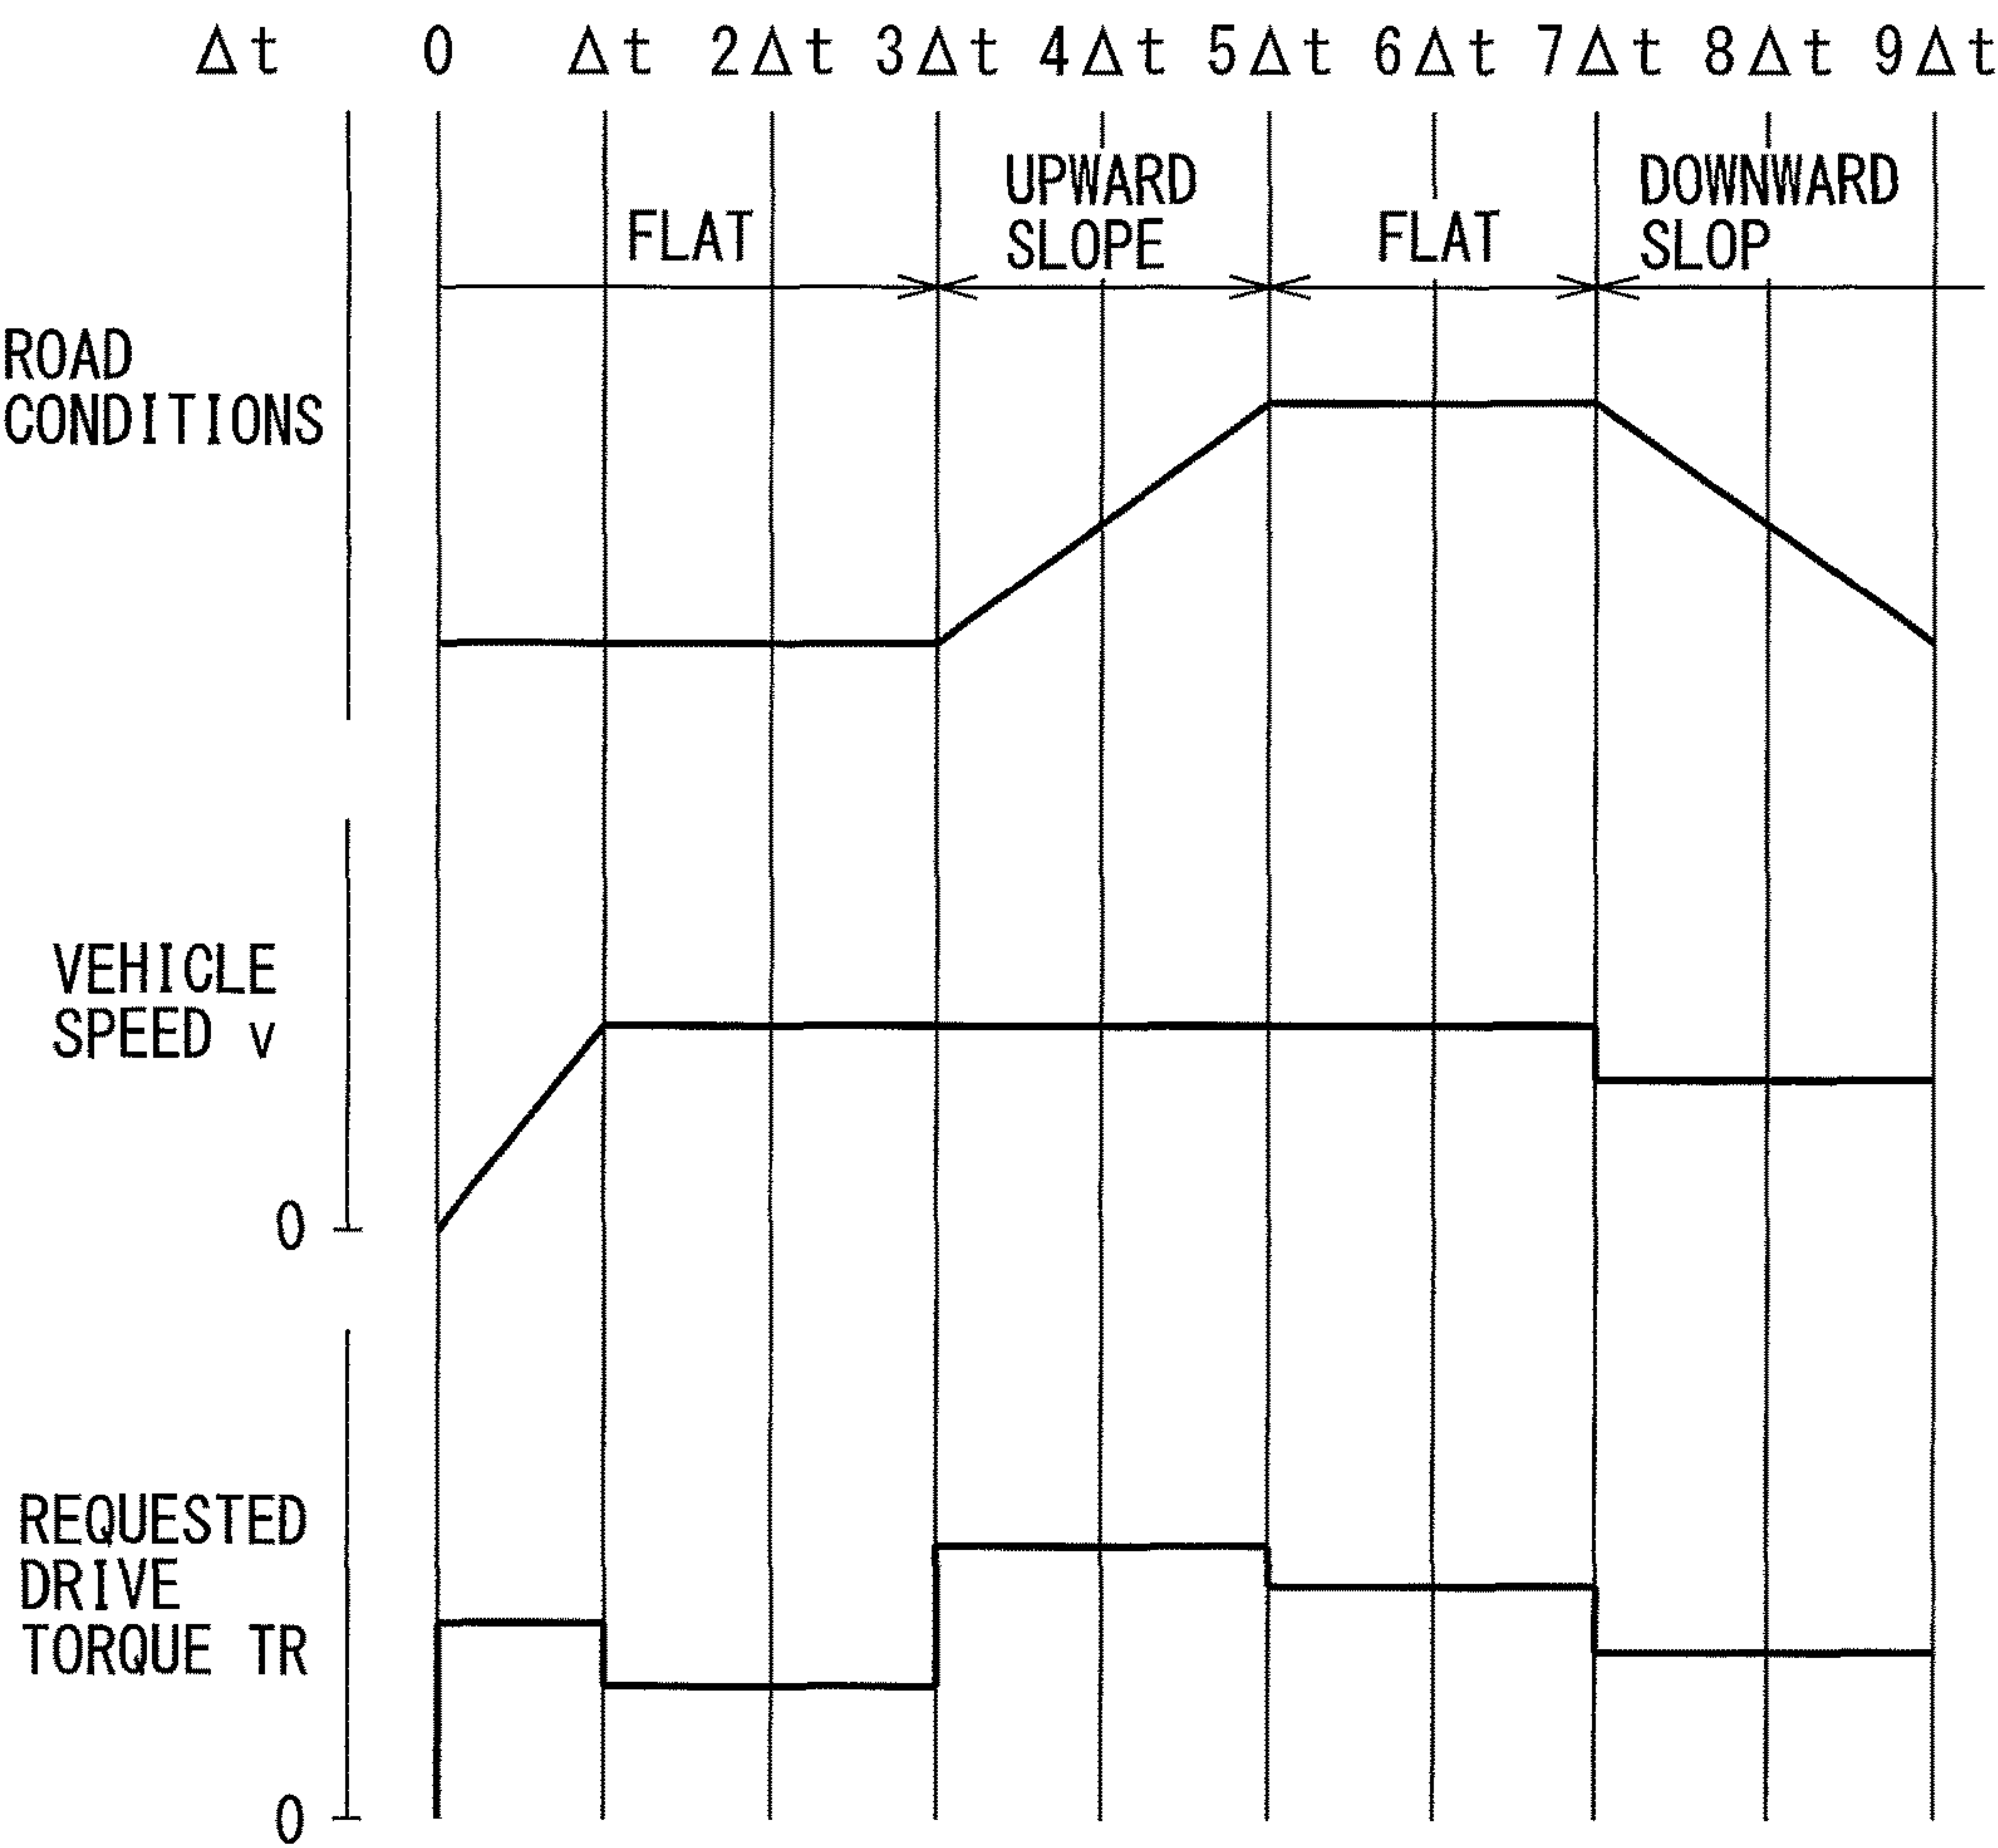 Δt 0 Δt 2Δt 3Δt 4Δt 5Δt 6Δt 7Δt 8Δt 9Δt
FLAT
UPWARD
SLOPE
FLAT
DOWNWARD
SLOP
ROAD
CONDITIONS
VEHICLE
SPEED v
0
REQUESTED
DRIVE
TORQUE TR
0